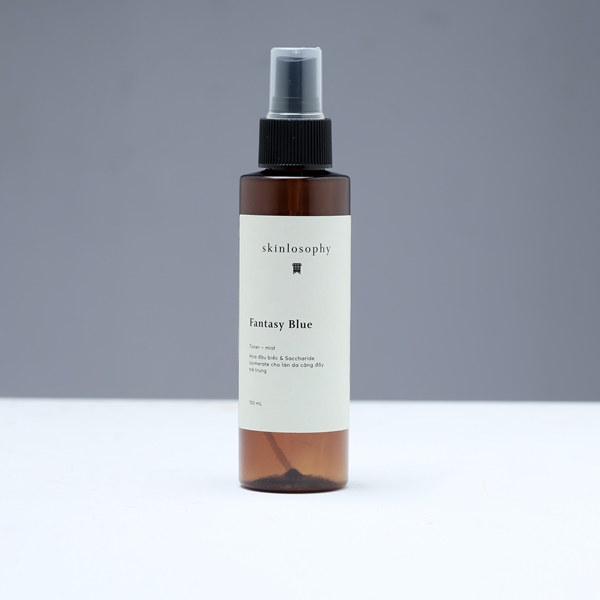 skinlosophy
Fantasy Blue
Toner - mist
Hoa đậu biếc & Saccharide
isomerate cho làn da căng đầy
trẻ trung
150 mL